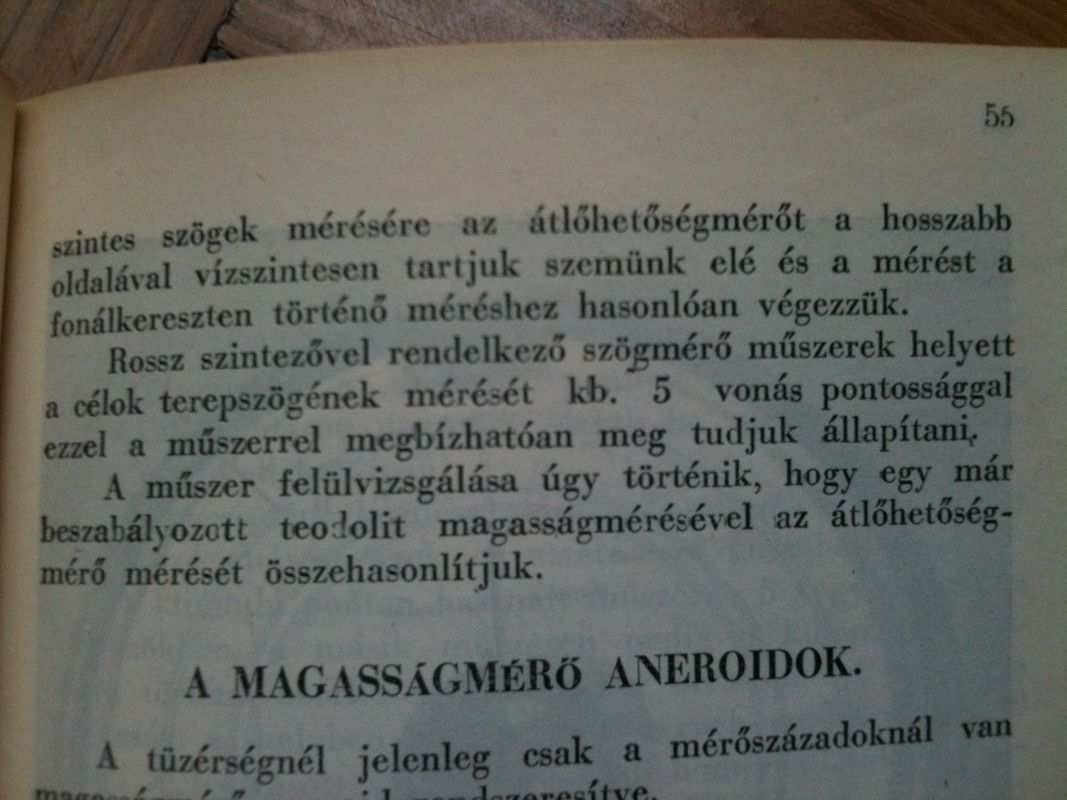 55
szintes szögek mérésére az átlőhetőségmérőt a hosszabb
oldalával vízszintesen tartjuk szemünk elé és a mérést a
fonálkereszten történő méréshez hasonlóan végezzük.
Rossz szintezővel rendelkező szögmérő műszerek helyett
a célok terepszögének mérését kb. 5 vonás pontossággal
ezzel a műszerrel megbízhatóan meg tudjuk állapítani.
A műszer felülvizsgálása úgy történik, hogy egy már
beszabályozott teodolit magasságmérésével az átlőhetőség-
mérő mérését összehasonlítjuk.
A MAGASSÁGMÉRŐ ANEROIDOK.
A tüzérségnél jelenleg csak a mérőszázadoknál van
rendszeresítve.